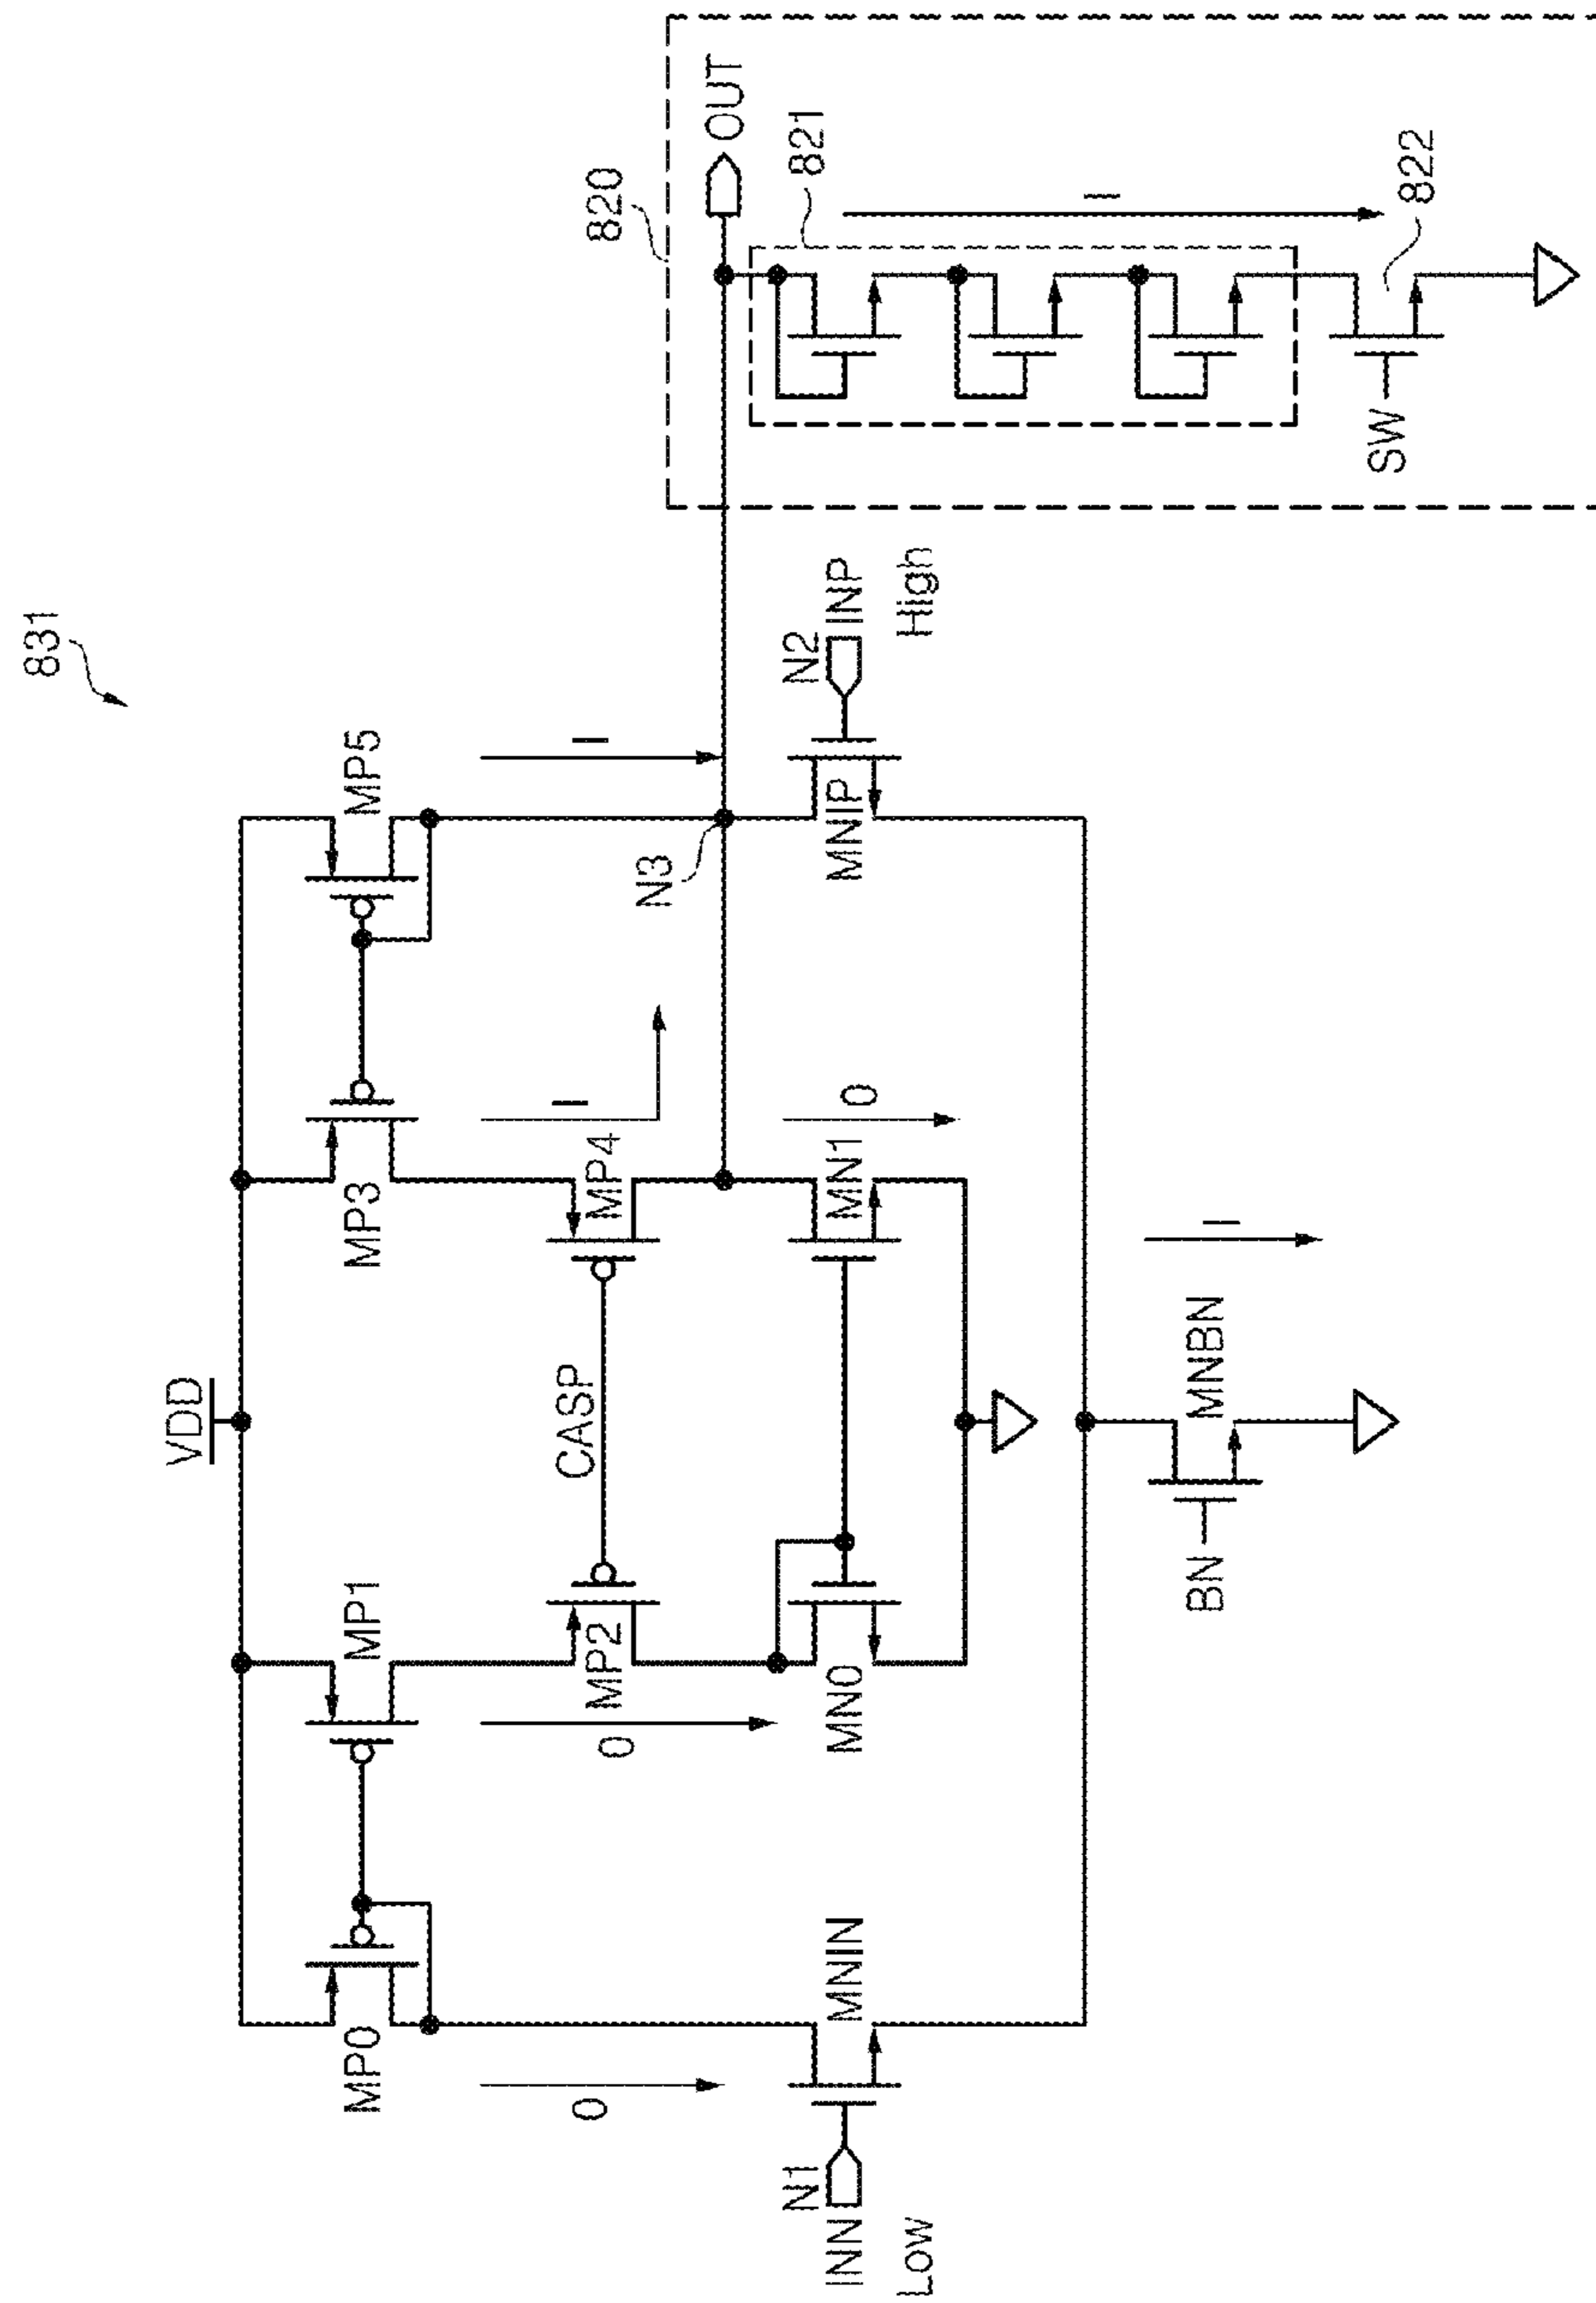 831
VDD
MP0
MP1
MP3
MP5
0
0
I
I
MP2
CASP
MP4
N3
820
OUT
N1
INN
Low
MNIN
MN0
MN1
0
MNIP
N2
INP
High
821
I
BN
MNBN
I
SW
822